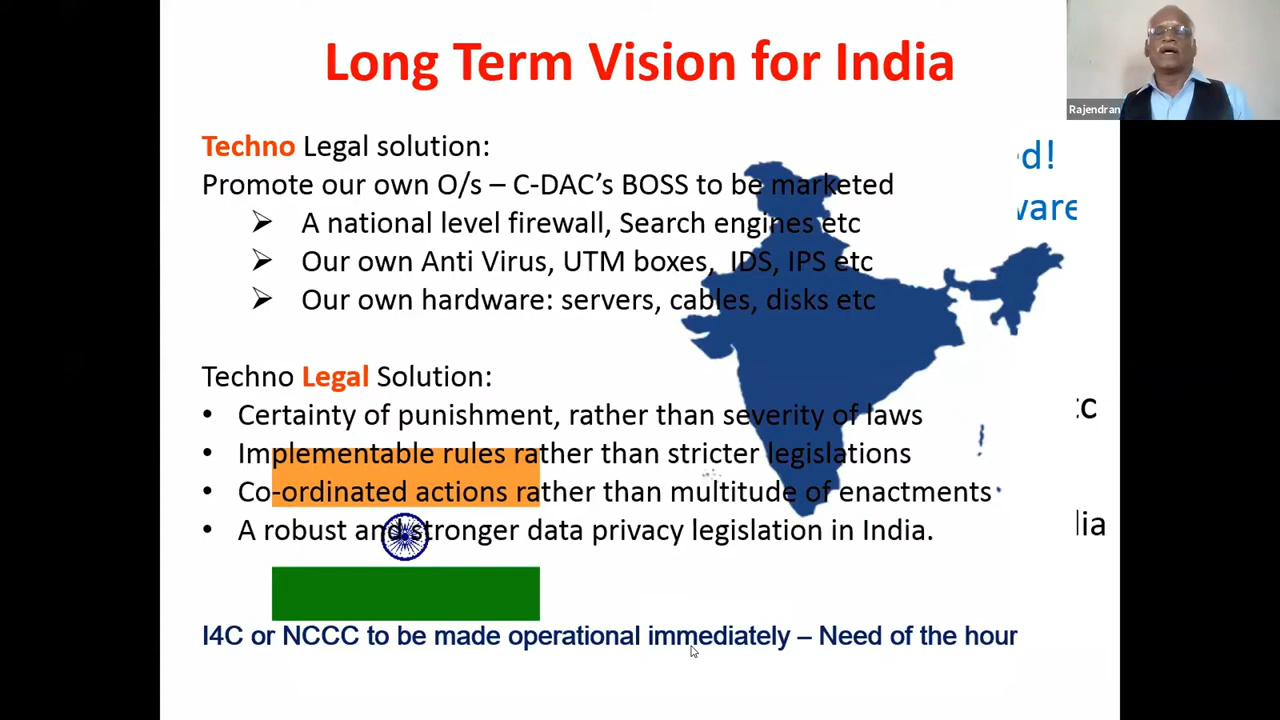 Long Term Vision for India
Rajendran
Techno Legal solution:
Promote our own O/s – C-DAC’s BOSS to be marketed
➢ A national level firewall, Search engines etc
➢ Our own Anti Virus, UTM boxes, IDS, IPS etc
➢ Our own hardware: servers, cables, disks etc
Techno Legal Solution:
• Certainty of punishment, rather than severity of laws
• Implementable rules rather than stricter legislations
• Co-ordinated actions rather than multitude of enactments
• A robust and stronger data privacy legislation in India.
I4C or NCCC to be made operational immediately – Need of the hour